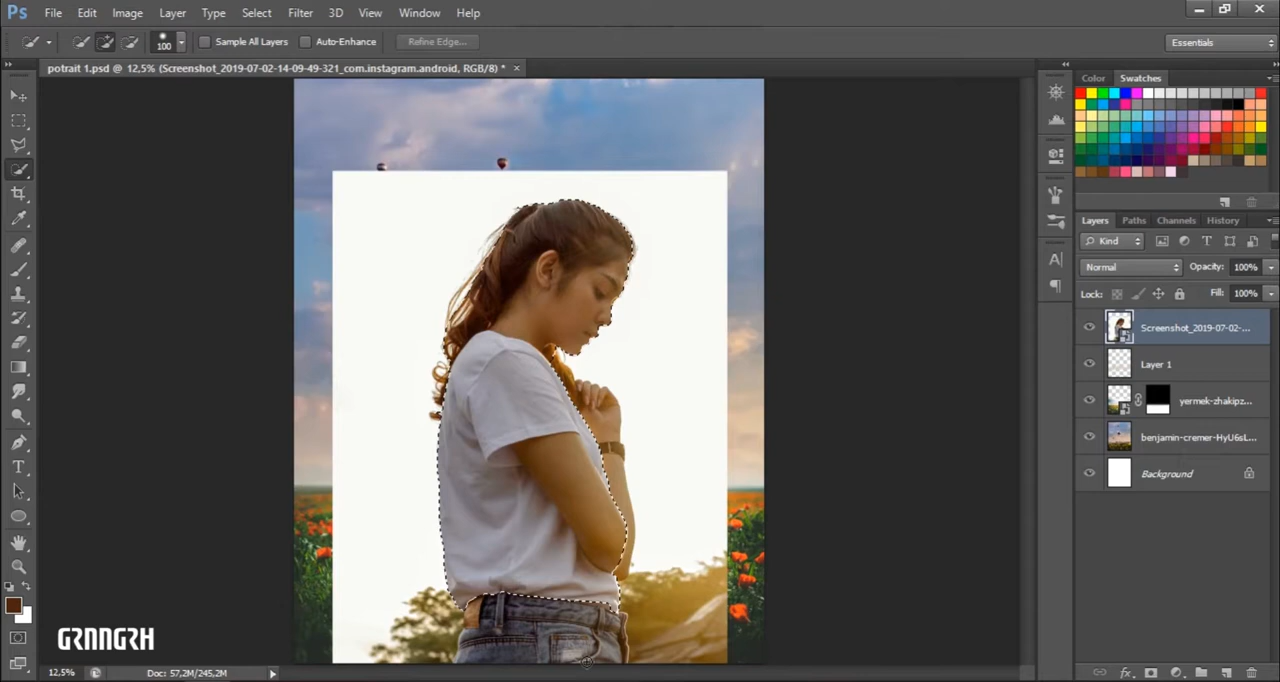 Ps File Edit Image Layer Type Select Filter 3D View Window Help
100 Sample All Layers Auto-Enhance Refine Edge... Essentials
potrait 1.psd @ 12,5% (Screenshot_2019-07-02-14-09-49-321_com.instagram.android, RGB/8) * ×
Color Swatches
Layers Paths Channels History
Kind
Normal Opacity: 100%
Lock: Fill: 100%
Screenshot_2019-07-02-...
Layer 1
yermek-zhakipz...
benjamin-cremer-HyU6sL...
Background
GRNNGRH
12,5% Doc: 57,2M/245,2M